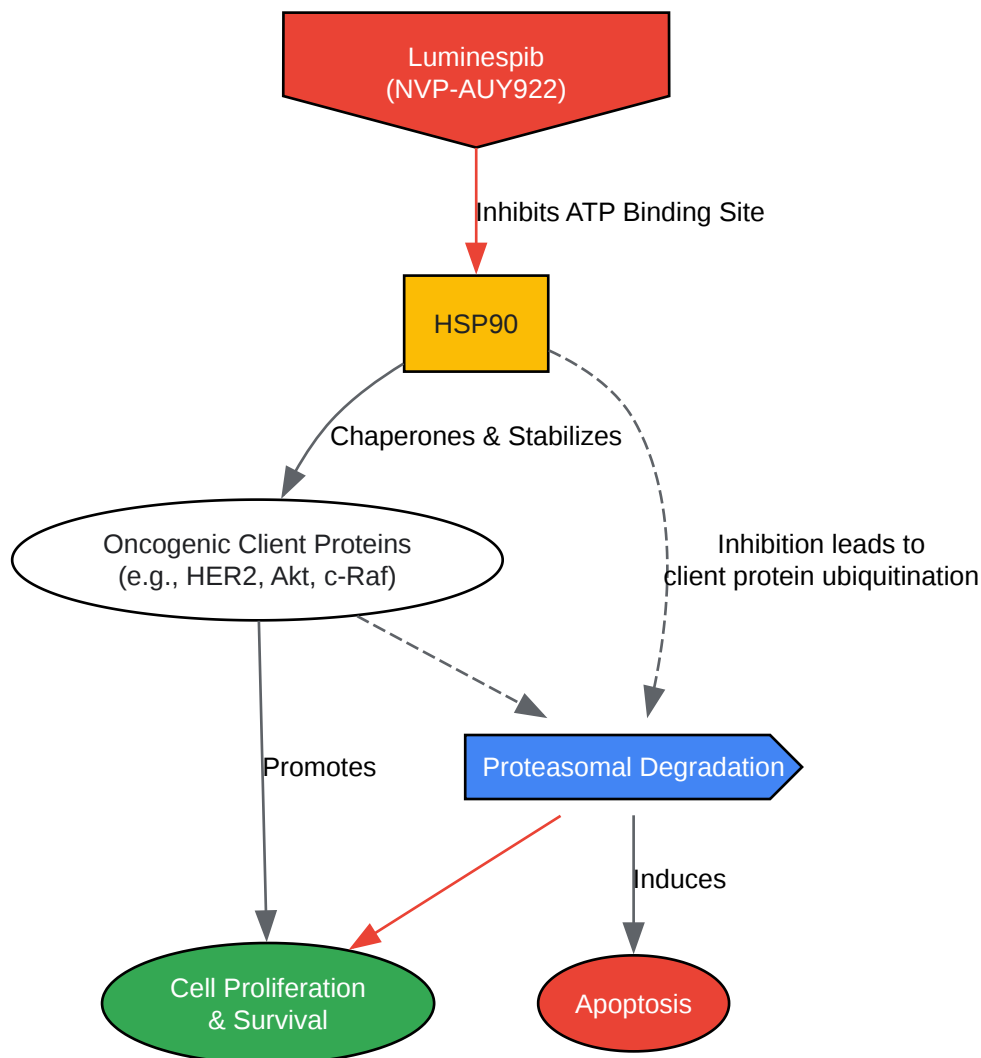 Luminespib
(NVP-AUY922)
Inhibits ATP Binding Site
HSP90
Chaperones & Stabilizes
Oncogenic Client Proteins
(e.g., HER2, Akt, c-Raf)
Inhibition leads to
client protein ubiquitination
Promotes
Proteasomal Degradation
Induces
Cell Proliferation
& Survival
Apoptosis